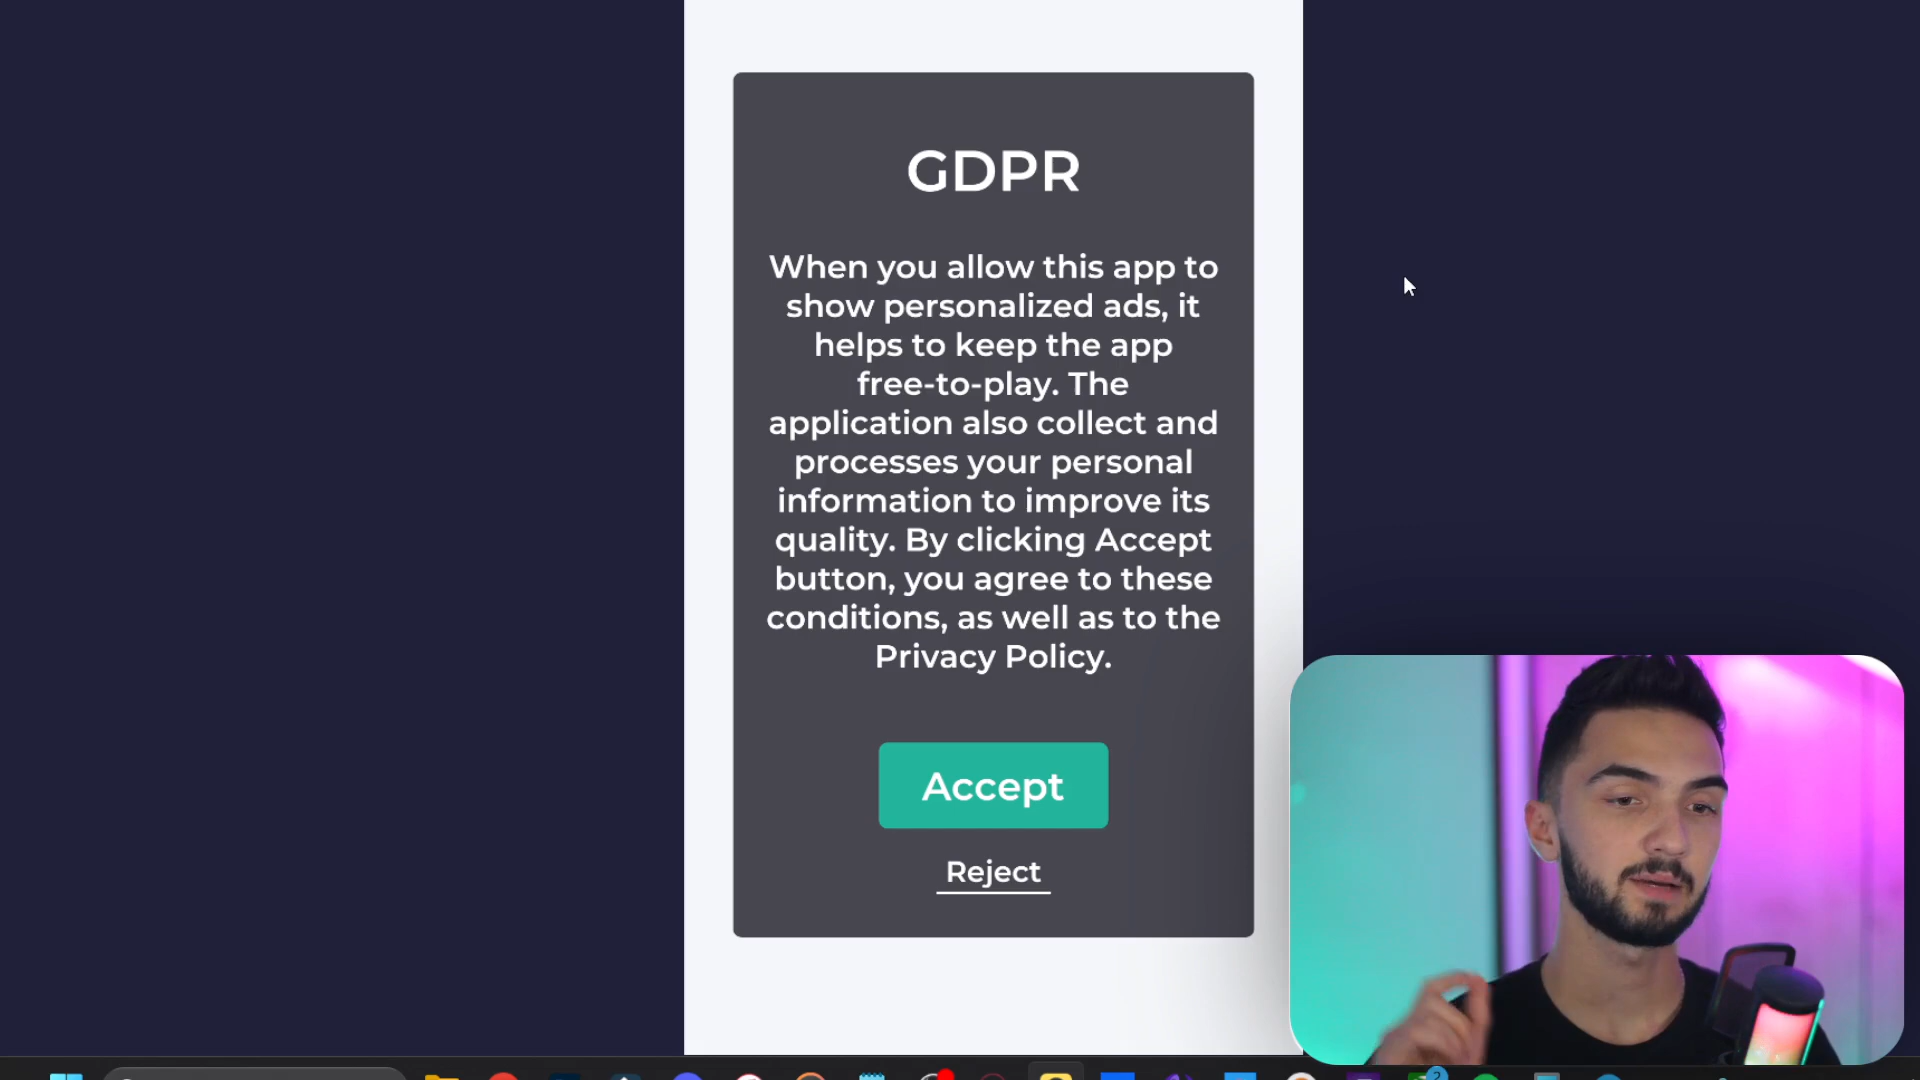 GDPR
When you allow this app to
show personalized ads, it
helps to keep the app
free-to-play. The
application also collect and
processes your personal
information to improve its
quality. By clicking Accept
button, you agree to these
conditions, as well as to the
Privacy Policy.
Accept
Reject
2